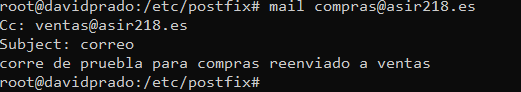 root@davidprado:/etc/postfix# mail compras@asir218.es
Cc: ventas@asir218.es
Subject: correo
corre de pruebla para compras reenviado a ventas
root@davidprado:/etc/postfix#